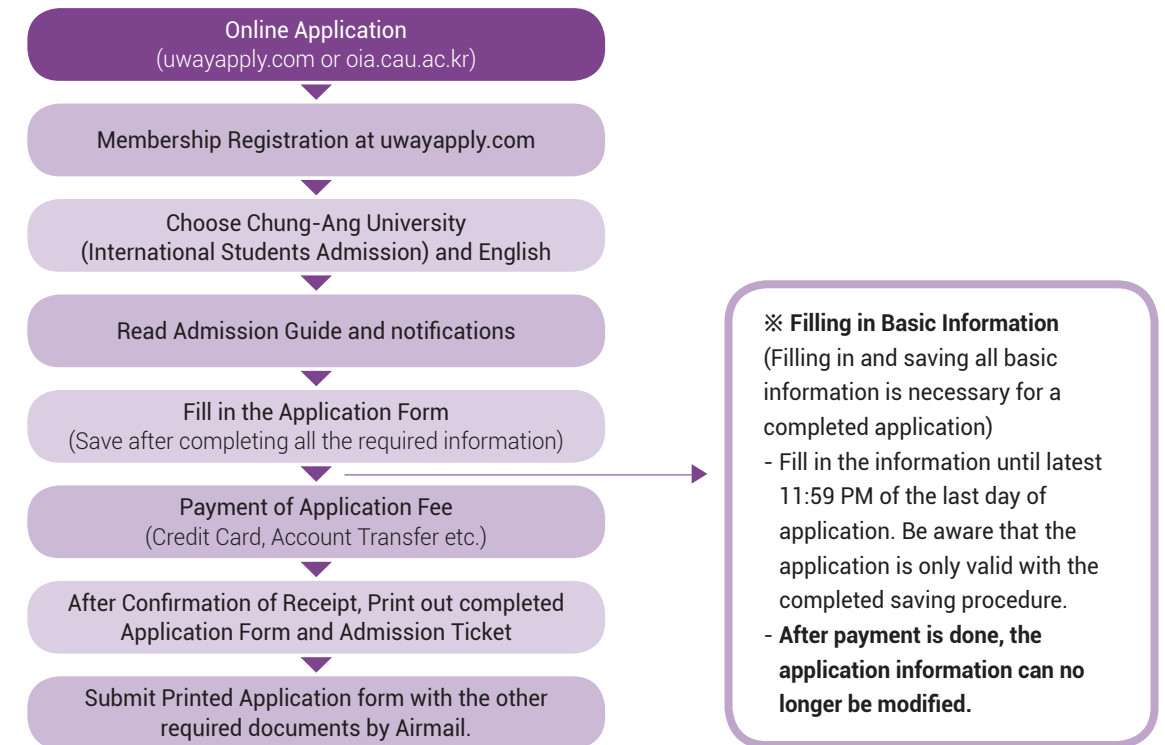 Online Application
(uwayapply.com or oia.cau.ac.kr)
Membership Registration at uwayapply.com
Choose Chung-Ang University
(International Students Admission) and English
Read Admission Guide and notifications
Fill in the Application Form
(Save after completing all the required information)
Payment of Application Fee
(Credit Card, Account Transfer etc.)
After Confirmation of Receipt, Print out completed
Application Form and Admission Ticket
Submit Printed Application form with the other
required documents by Airmail.
※ Filling in Basic Information
(Filling in and saving all basic
information is necessary for a
completed application)
- Fill in the information until latest
11:59 PM of the last day of
application. Be aware that the
application is only valid with the
completed saving procedure.
- After payment is done, the
application information can no
longer be modified.